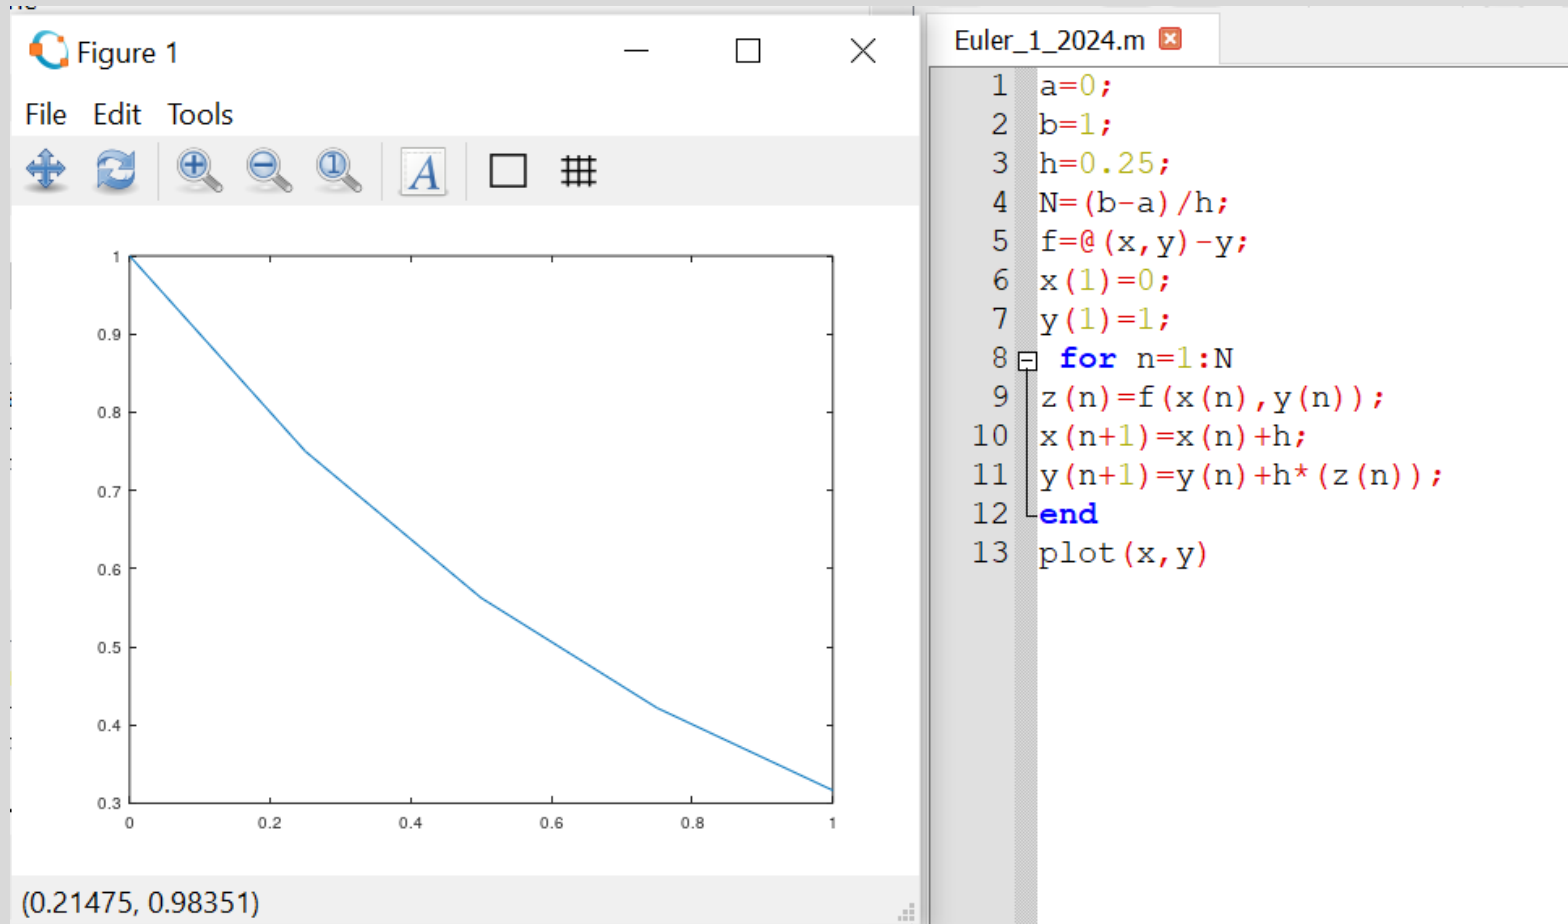 Figure 1
File Edit Tools
1
0.9
0.8
0.7
0.6
0.5
0.4
0.3
0 0.2 0.4 0.6 0.8 1
(0.21475, 0.98351)
Euler_1_2024.m
1 a=0;
2 b=1;
3 h=0.25;
4 N=(b-a)/h;
5 f=@(x,y)-y;
6 x(1)=0;
7 y(1)=1;
8 for n=1:N
9 z(n)=f(x(n),y(n));
10 x(n+1)=x(n)+h;
11 y(n+1)=y(n)+h*(z(n));
12 end
13 plot(x,y)